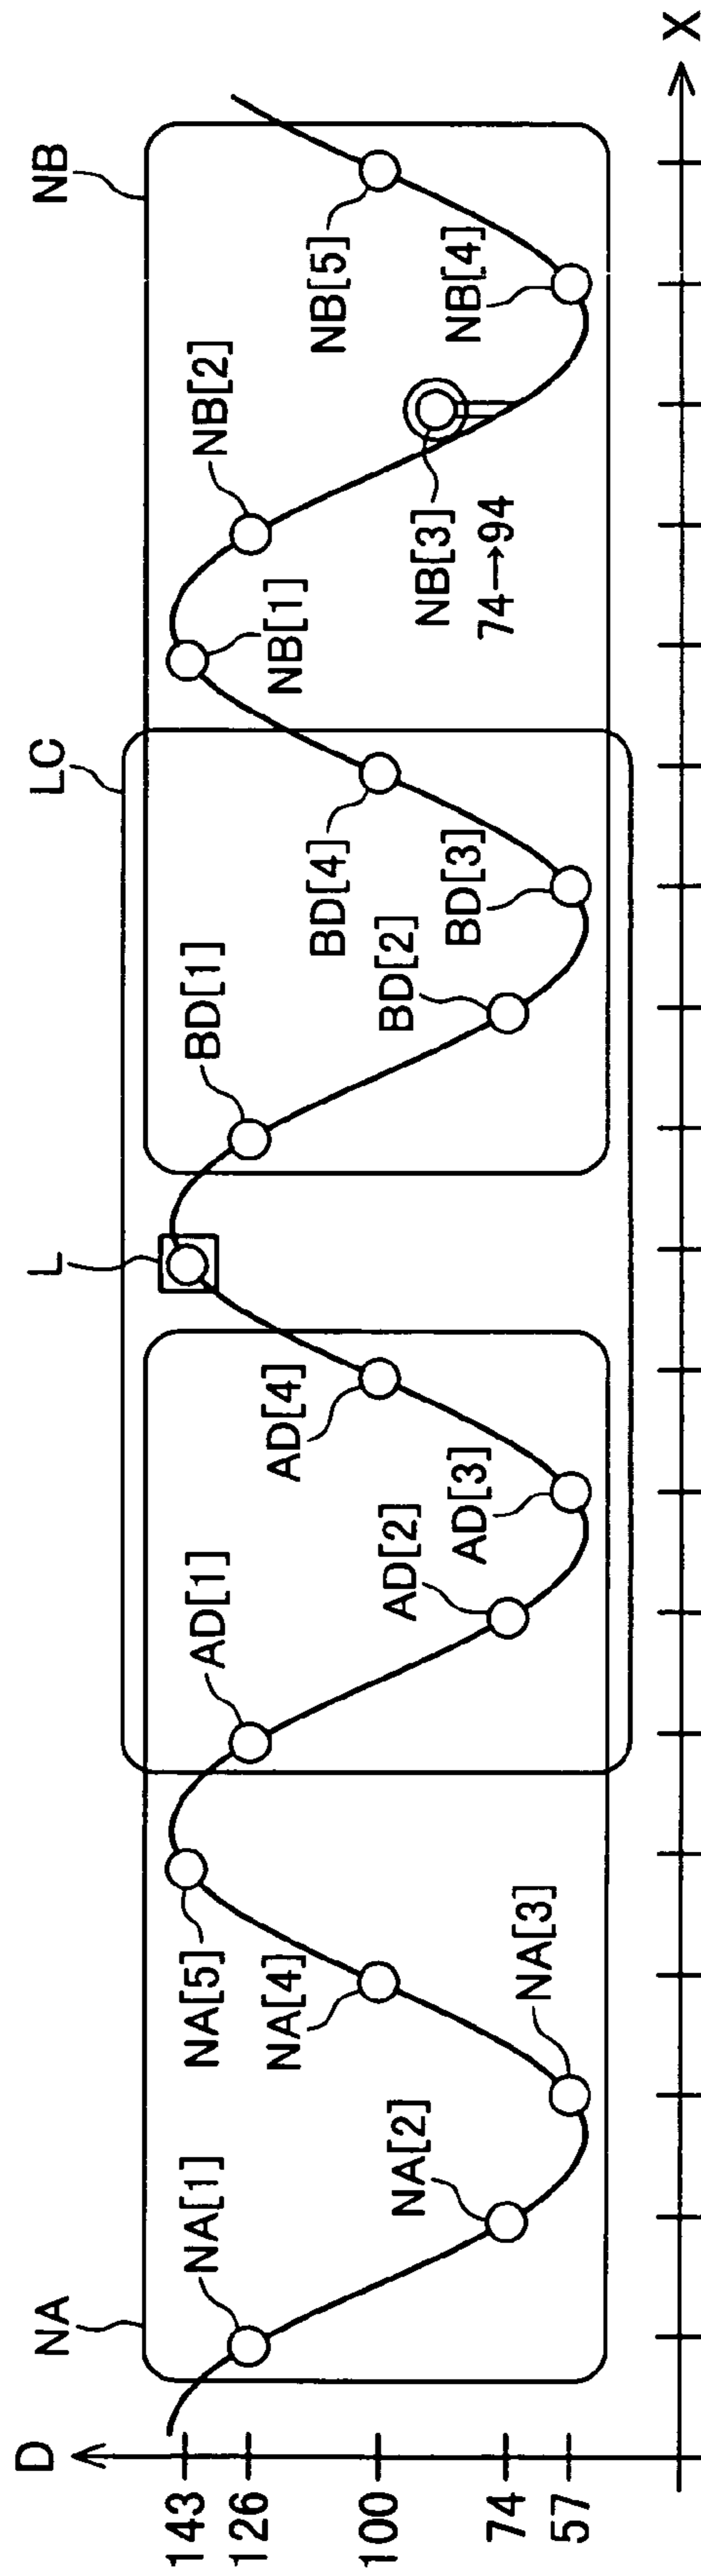 D
143
126
100
74
57
NA
NA[1]
NA[2]
NA[3]
NA[4]
NA[5]
LC
AD[1]
AD[2]
AD[3]
AD[4]
L
BD[1]
BD[2]
BD[3]
BD[4]
NB
NB[1]
NB[2]
NB[3]
74→94
NB[4]
NB[5]
X